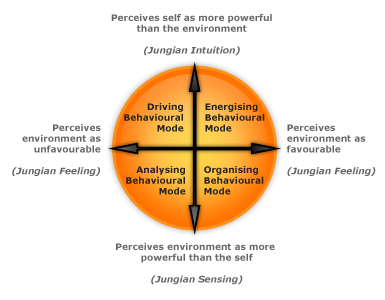 Perceives self as more powerful
than the environment
(Jungian Intuition)
Driving
Behavioural
Mode
Energising
Behavioural
Mode
Perceives
environment as
unfavourable
(Jungian Feeling)
Perceives
environment as
favourable
(Jungian Feeling)
Analysing
Behavioural
Mode
Organising
Behavioural
Mode
Perceives environment as more
powerful than the self
(Jungian Sensing)